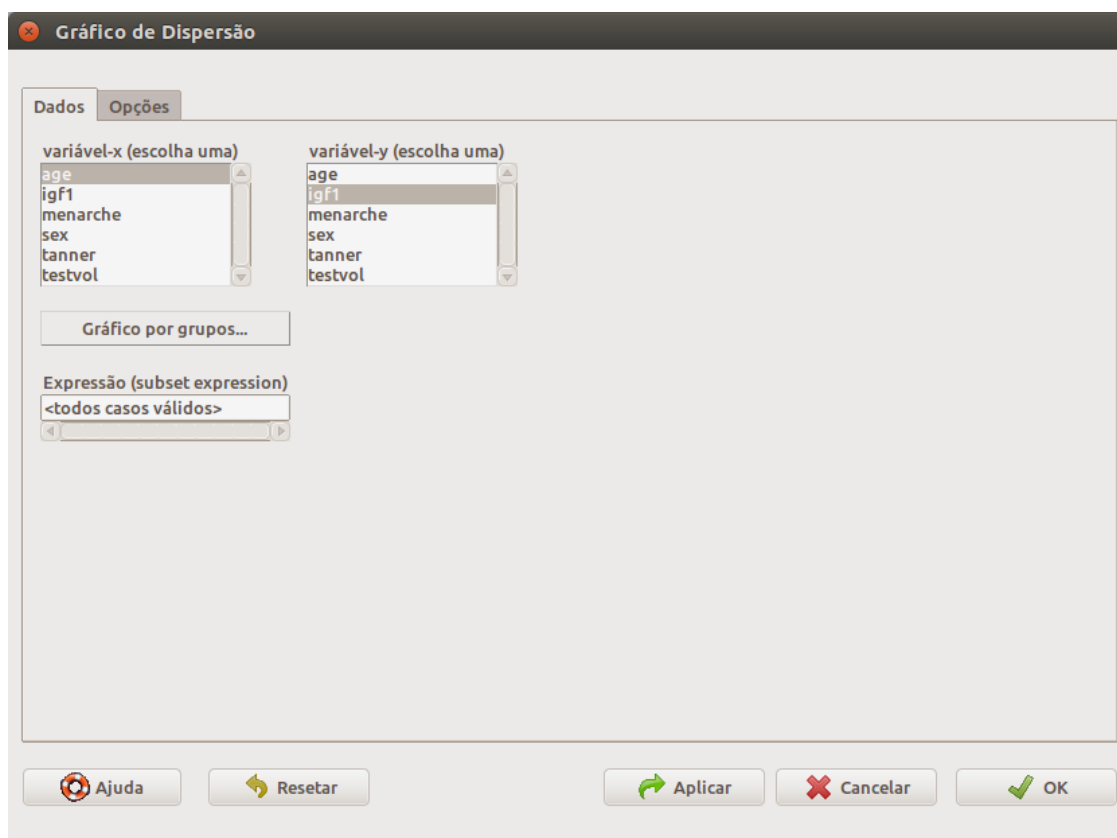 Gráfico de Dispersão
Dados Opções
variável-x (escolha uma) variável-y (escolha uma)
age age
igf1 igf1
menarche menarche
sex sex
tanner tanner
testvol testvol
Gráfico por grupos...
Expressão (subset expression)
<todos casos válidos>
Ajuda Resetar Aplicar Cancelar OK